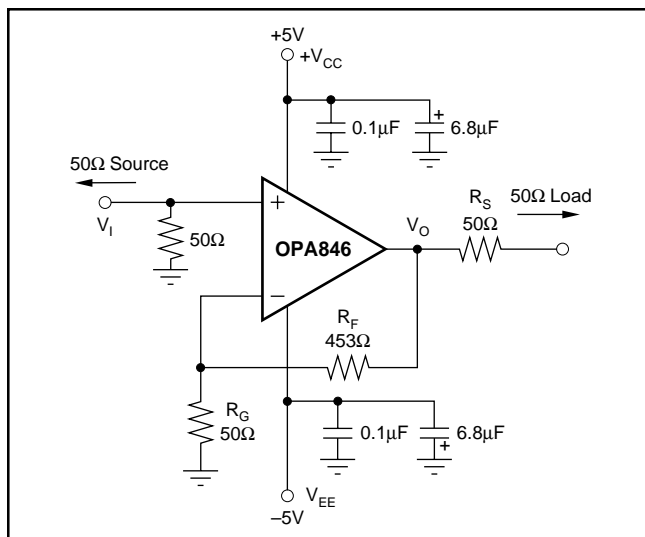 +5V
+V_CC
0.1μF
6.8μF
+
50Ω Source
V_I
50Ω
+
OPA846
−
V_O
R_S
50Ω
50Ω Load
R_F
453Ω
R_G
50Ω
0.1μF
6.8μF
+
V_EE
–5V